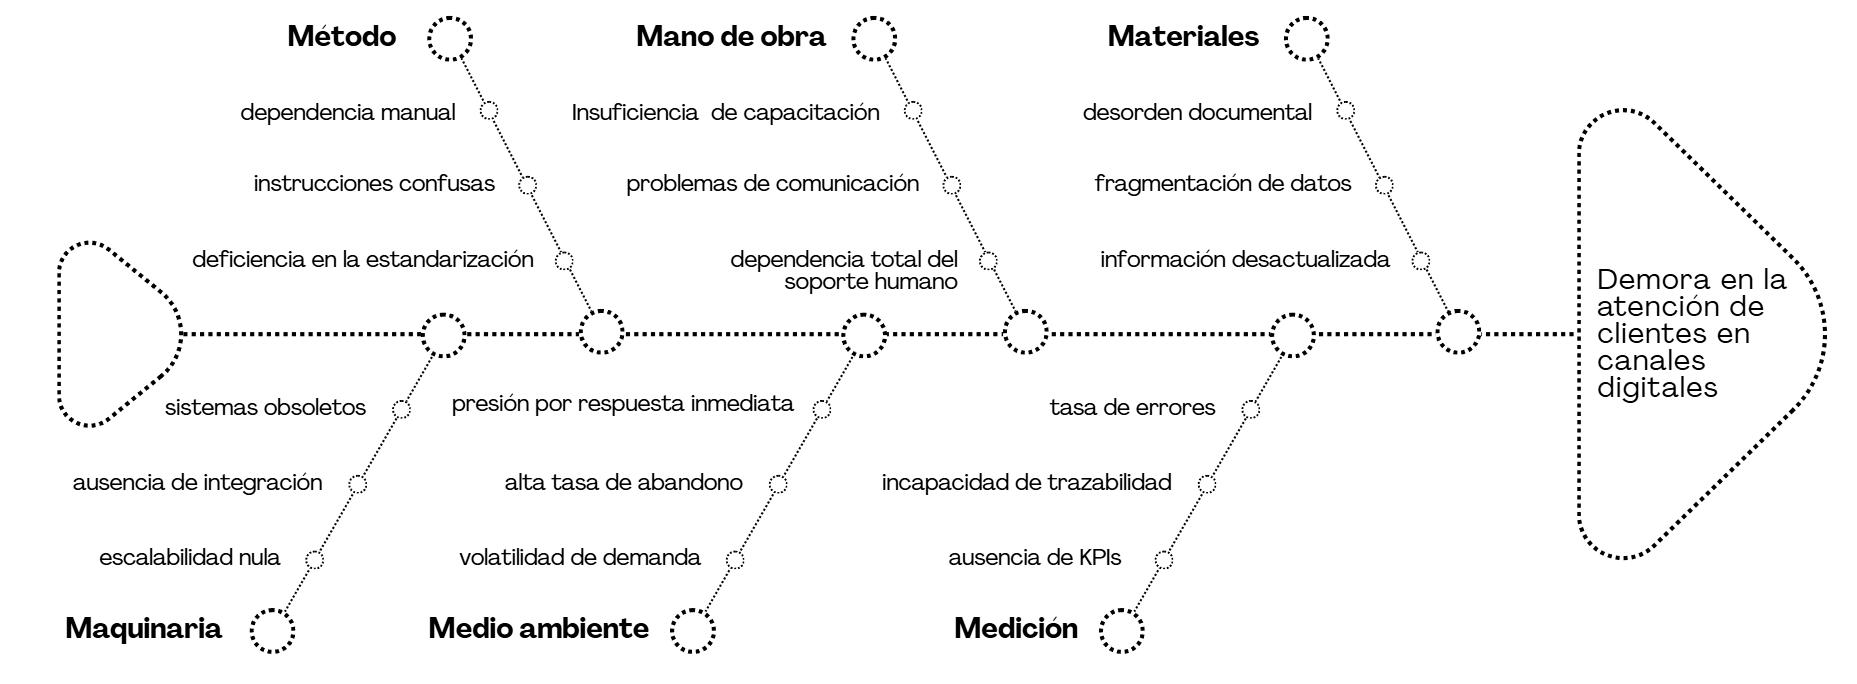 Método
dependencia manual
instrucciones confusas
deficiencia en la estandarización
Mano de obra
Insuficiencia  de capacitación
problemas de comunicación
dependencia total del
soporte humano
Materiales
desorden documental
fragmentación de datos
información desactualizada
Demora en la
atención de
clientes en
canales
digitales
sistemas obsoletos
ausencia de integración
escalabilidad nula
Maquinaria
presión por respuesta inmediata
alta tasa de abandono
volatilidad de demanda
Medio ambiente
tasa de errores
incapacidad de trazabilidad
ausencia de KPIs
Medición